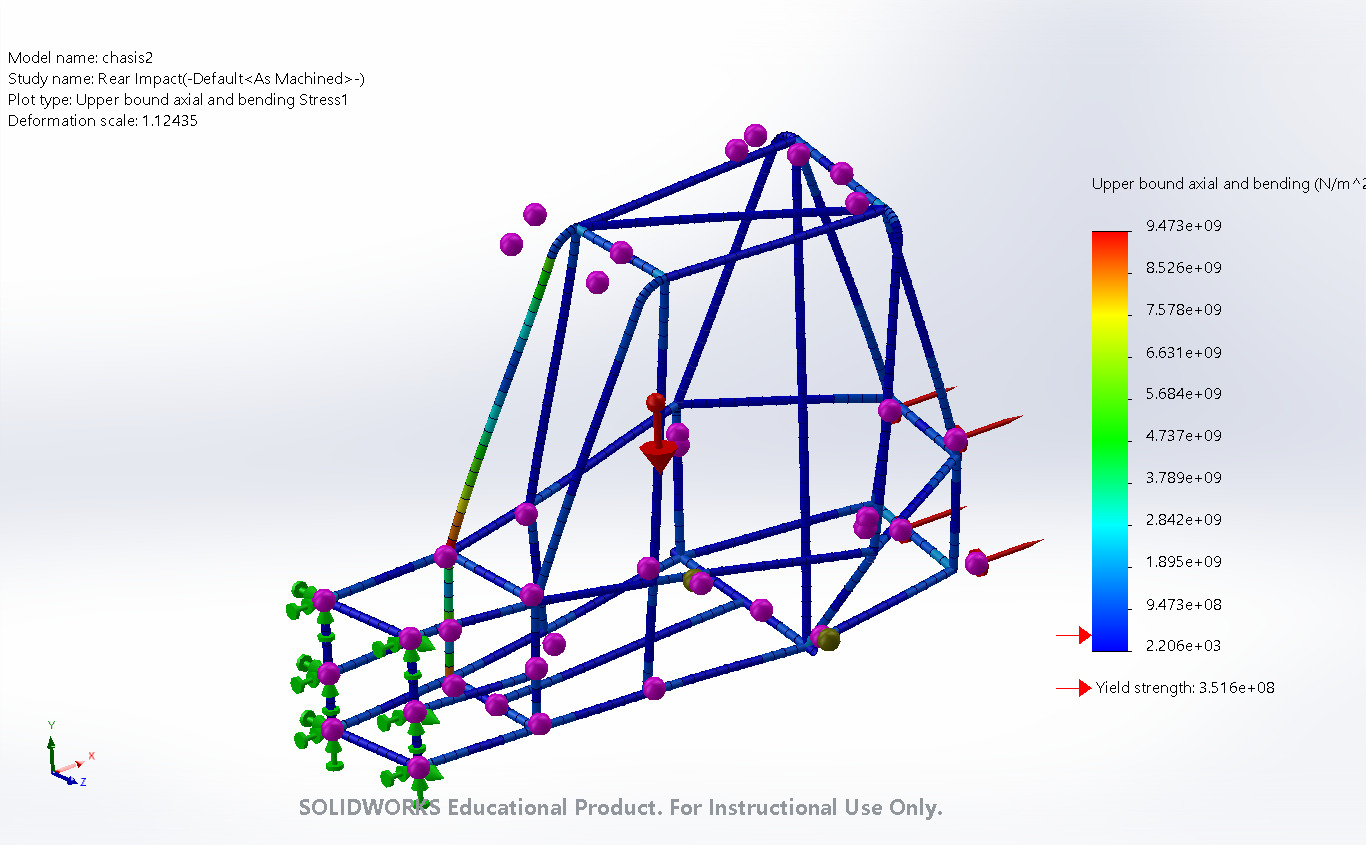 Model name: chasis2
Study name: Rear Impact(-Default<As Machined>-)
Plot type: Upper bound axial and bending Stress1
Deformation scale: 1.12435
Upper bound axial and bending (N/m^2
9.473e+09
8.526e+09
7.578e+09
6.631e+09
5.684e+09
4.737e+09
3.789e+09
2.842e+09
1.895e+09
9.473e+08
2.206e+03
Yield strength: 3.516e+08
Y
X
Z
SOLIDWORKS Educational Product. For Instructional Use Only.